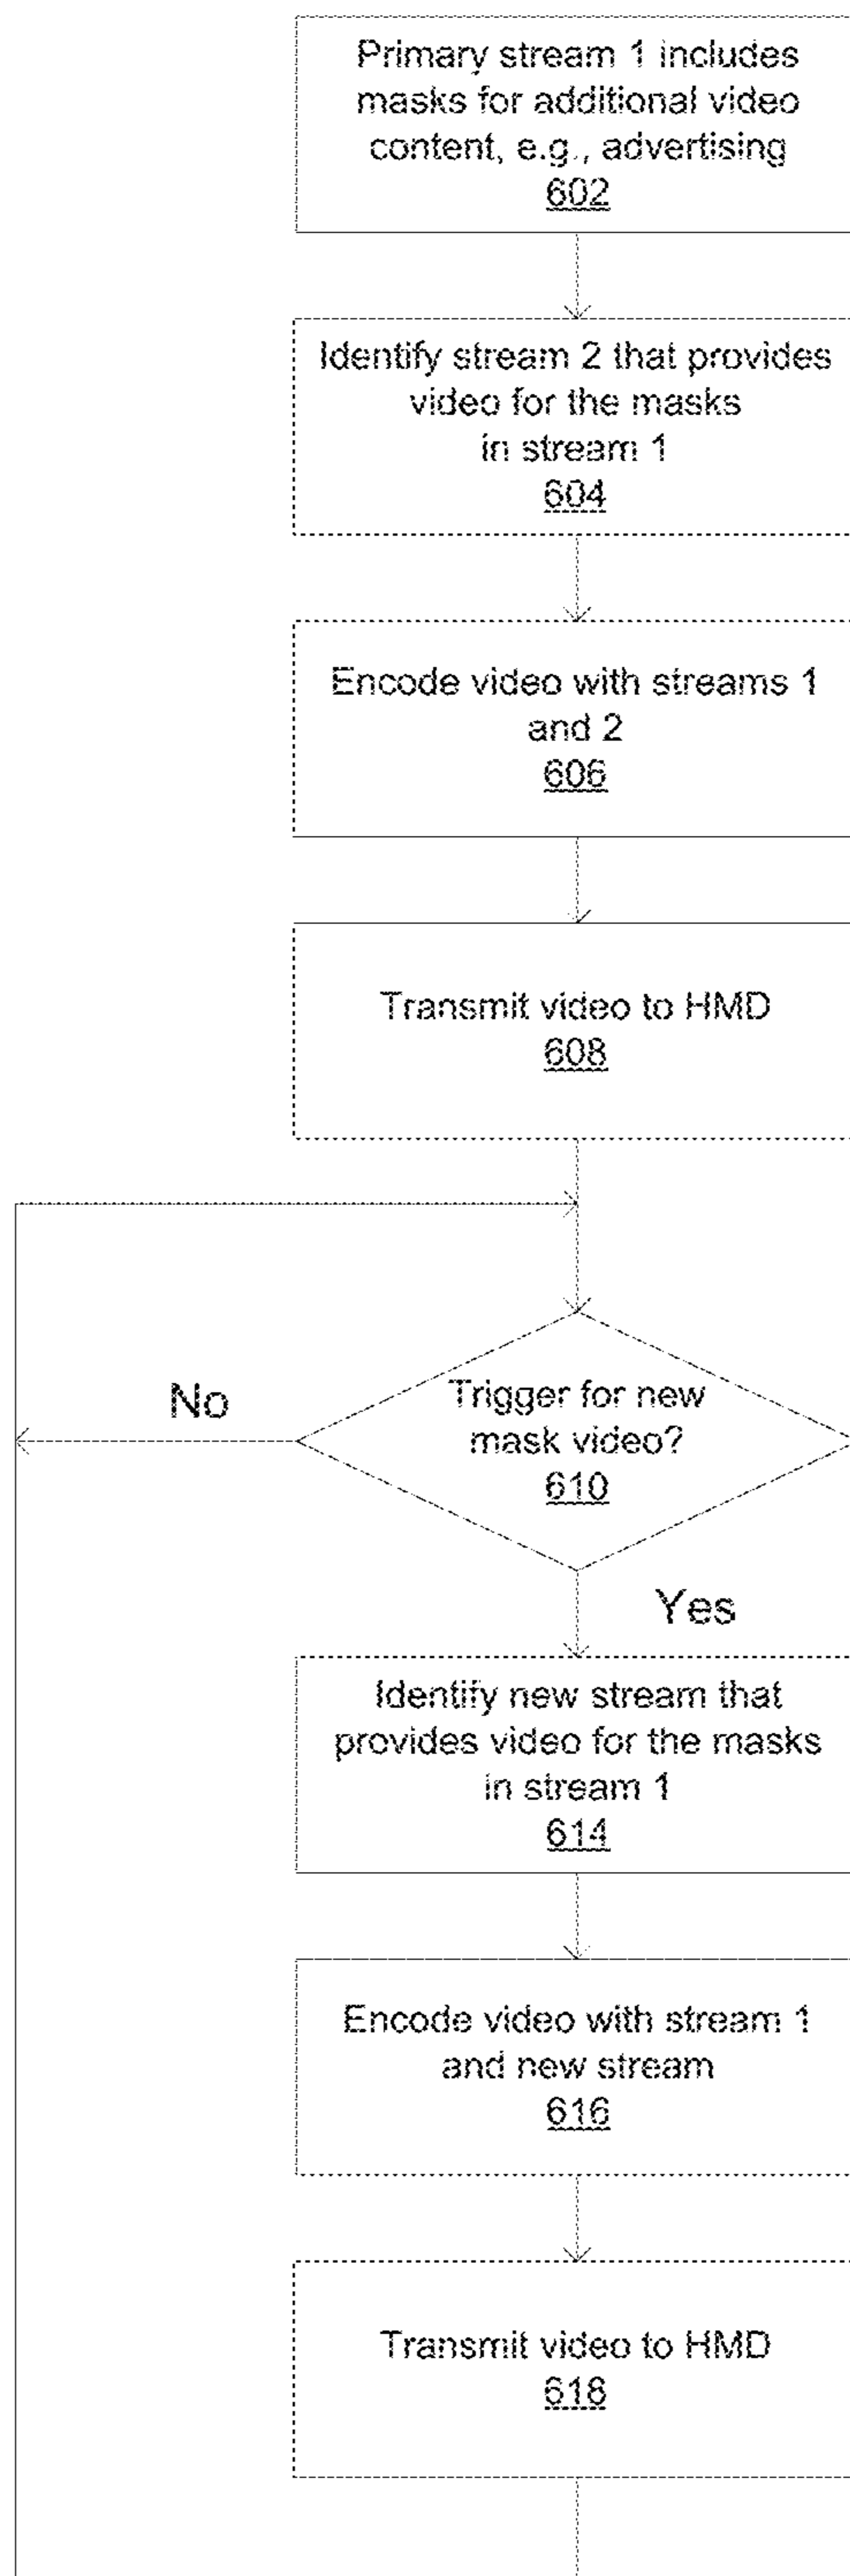 Primary stream 1 includes
masks for additional video
content, e.g., advertising
602
Identify stream 2 that provides
video for the masks
in stream 1
604
Encode video with streams 1
and 2
606
Transmit video to HMD
608
Trigger for new
mask video?
610
No
Yes
Identify new stream that
provides video for the masks
in stream 1
614
Encode video with stream 1
and new stream
616
Transmit video to HMD
618